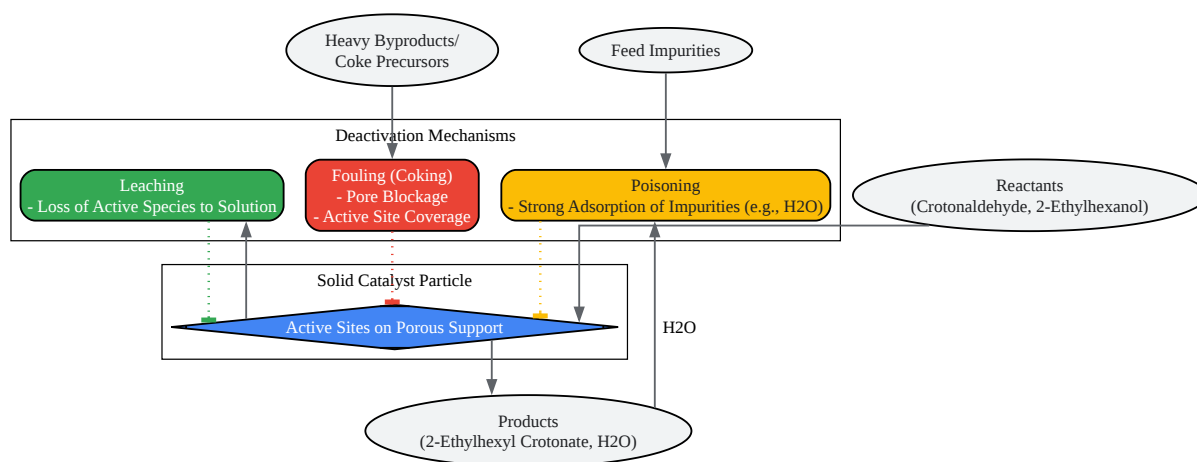 Heavy Byproducts/
Coke Precursors
Feed Impurities
Deactivation Mechanisms
Leaching
- Loss of Active Species to Solution
Fouling (Coking)
- Pore Blockage
- Active Site Coverage
Poisoning
- Strong Adsorption of Impurities (e.g., H2O)
Reactants
(Crotonaldehyde, 2-Ethylhexanol)
Solid Catalyst Particle
Active Sites on Porous Support
H2O
Products
(2-Ethylhexyl Crotonate, H2O)